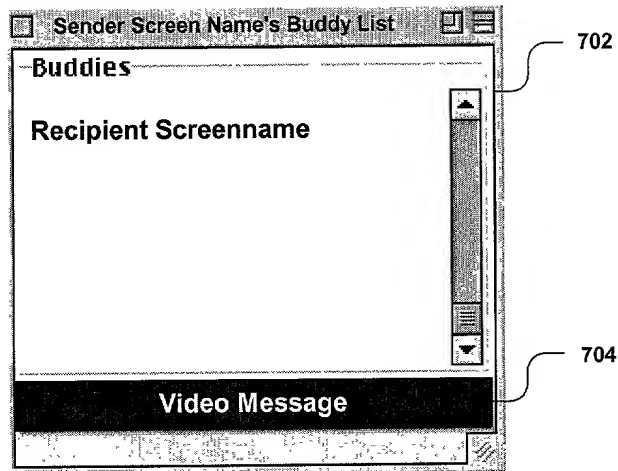 Sender Screen Name's Buddy List
702
Buddies
Recipient Screenname
704
Video Message